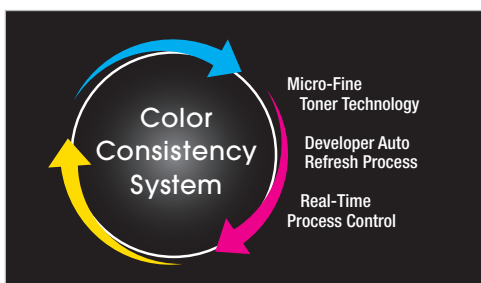 Color
Consistency
System
Micro-Fine
Toner Technology
Developer Auto
Refresh Process
Real-Time
Process Control